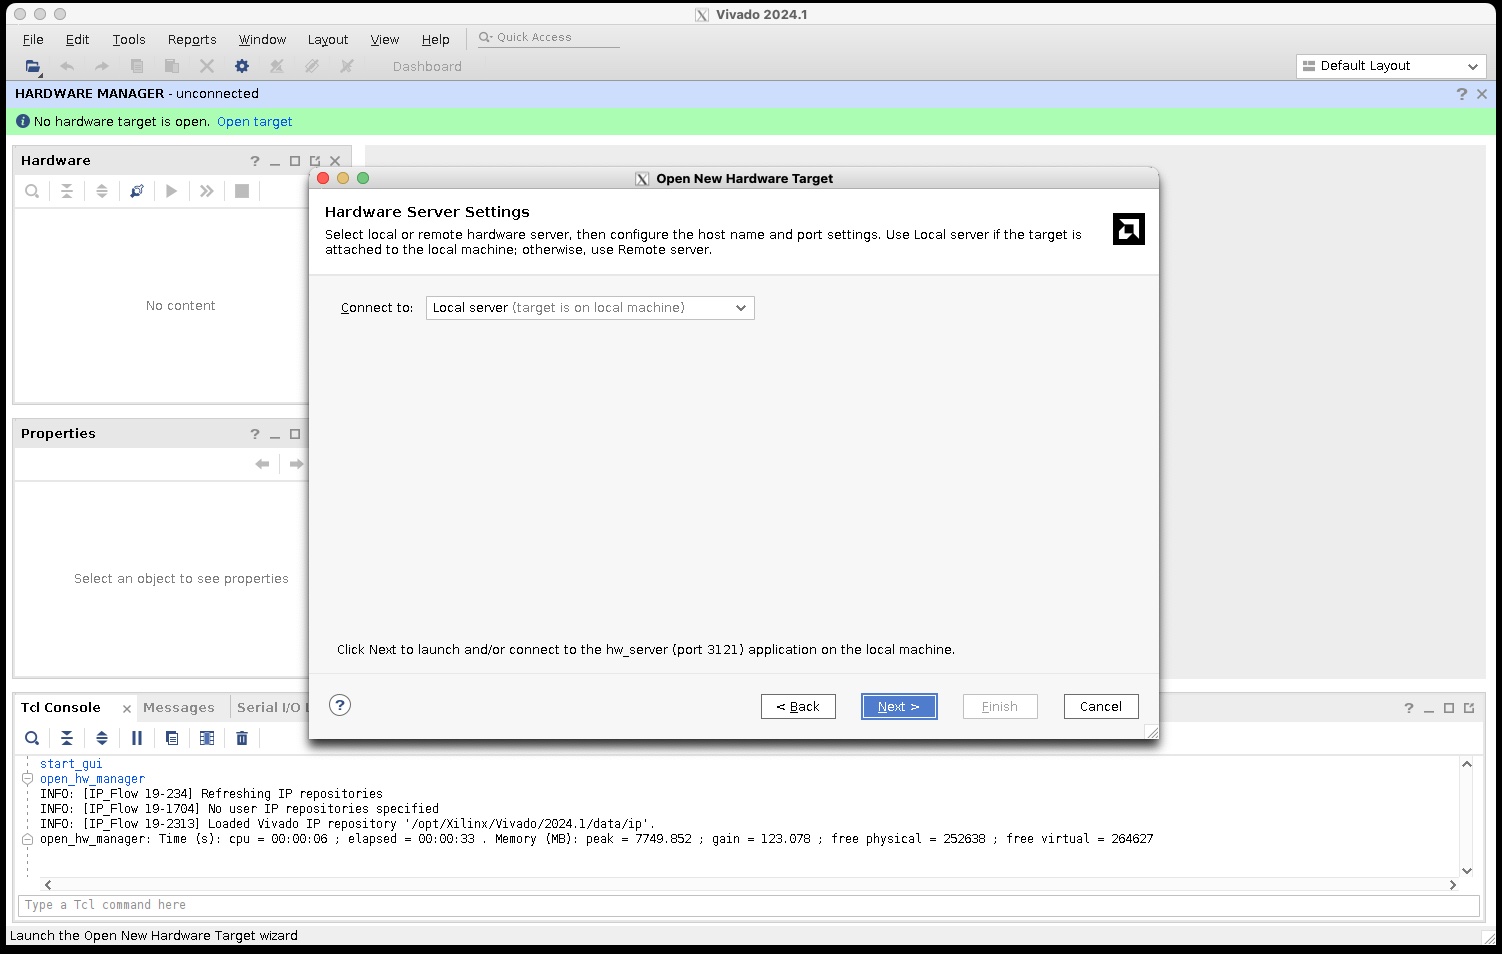 Vivado 2024.1
File Edit Tools Reports Window Layout View Help Quick Access
Dashboard Default Layout
HARDWARE MANAGER - unconnected
No hardware target is open. Open target
Hardware
No content
Properties
Select an object to see properties
Open New Hardware Target
Hardware Server Settings
Select local or remote hardware server, then configure the host name and port settings. Use Local server if the target is
attached to the local machine; otherwise, use Remote server.
Connect to: Local server (target is on local machine)
Click Next to launch and/or connect to the hw_server (port 3121) application on the local machine.
< Back Next > Finish Cancel
Tcl Console Messages Serial I/O
start_gui
open_hw_manager
INFO: [IP_Flow 19-234] Refreshing IP repositories
INFO: [IP_Flow 19-1704] No user IP repositories specified
INFO: [IP_Flow 19-2313] Loaded Vivado IP repository '/opt/Xilinx/Vivado/2024.1/data/ip'.
open_hw_manager: Time (s): cpu = 00:00:06 ; elapsed = 00:00:33 . Memory (MB): peak = 7749.852 ; gain = 123.078 ; free physical = 252638 ; free virtual = 264627
Type a Tcl command here
Launch the Open New Hardware Target wizard